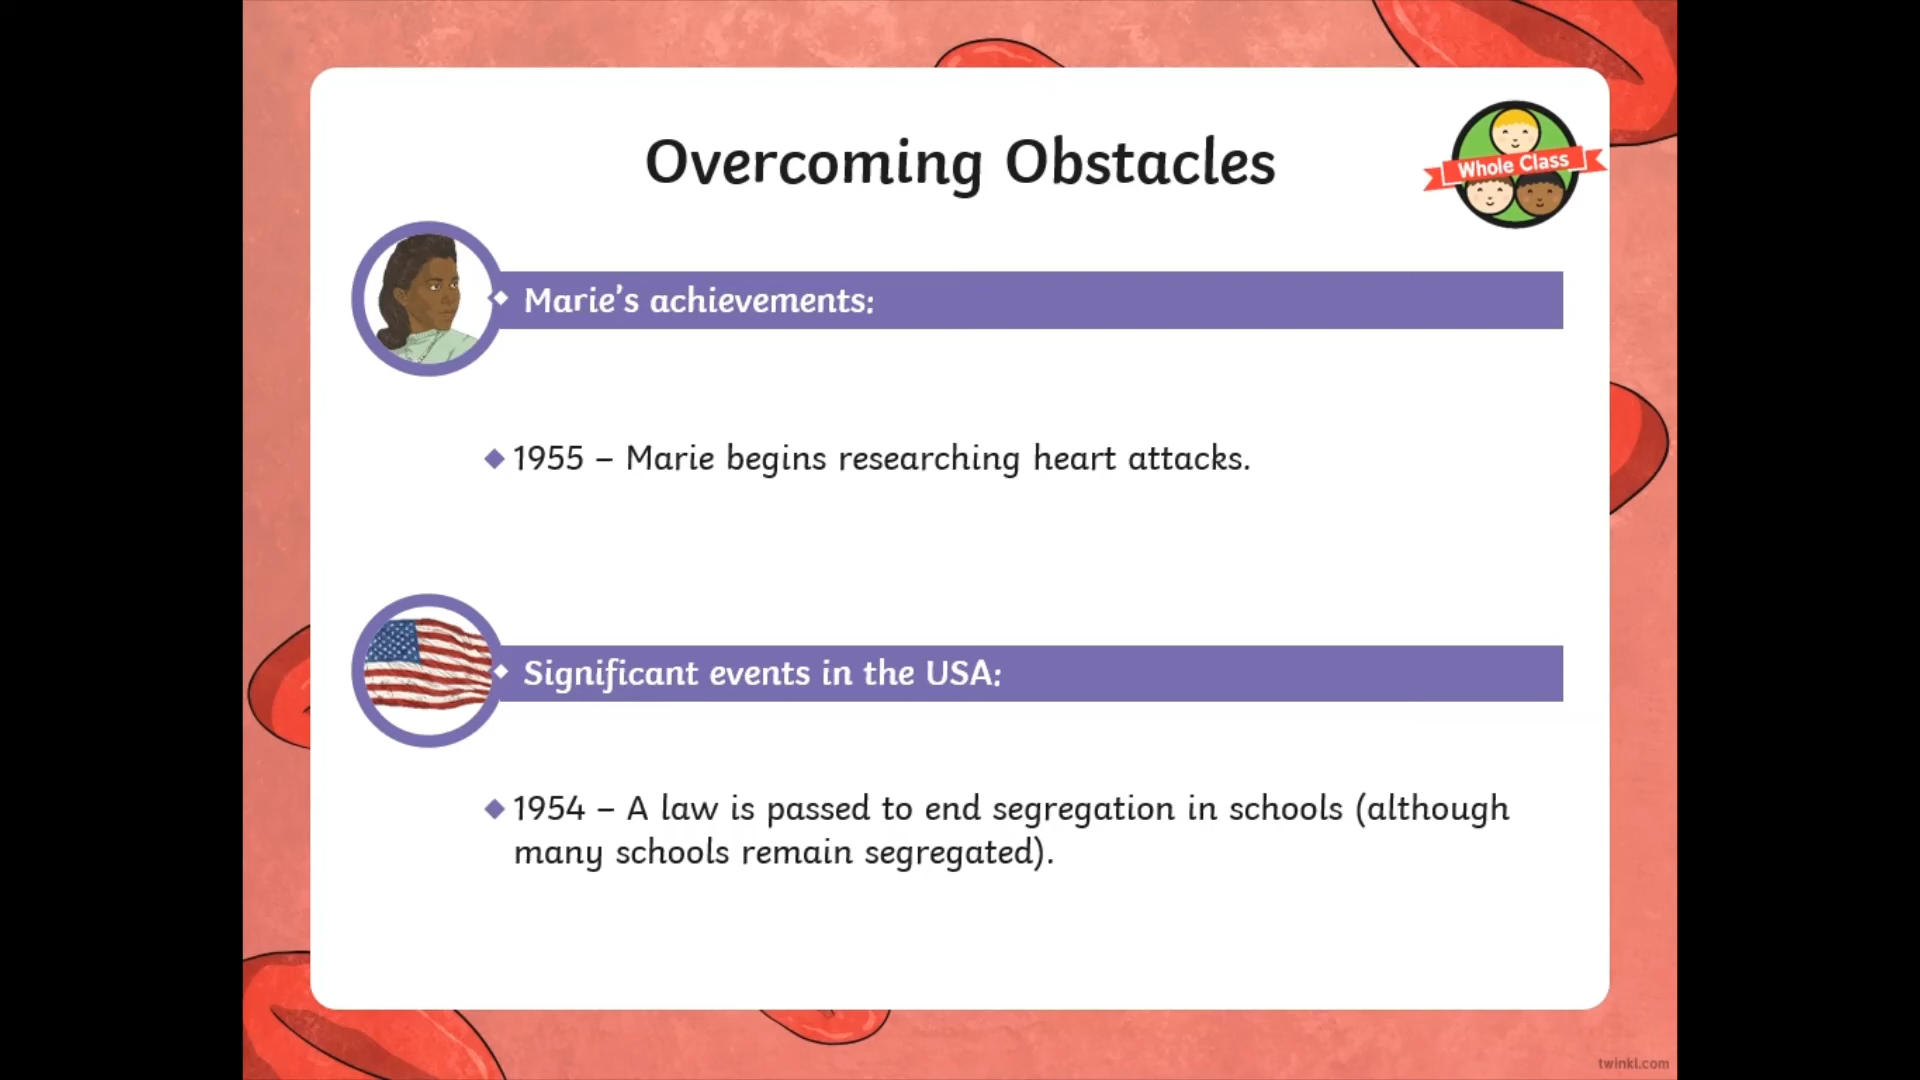 Overcoming Obstacles
Whole Class
Marie's achievements:
1955 – Marie begins researching heart attacks.
Significant events in the USA:
1954 – A law is passed to end segregation in schools (although
many schools remain segregated).
twinkl.com